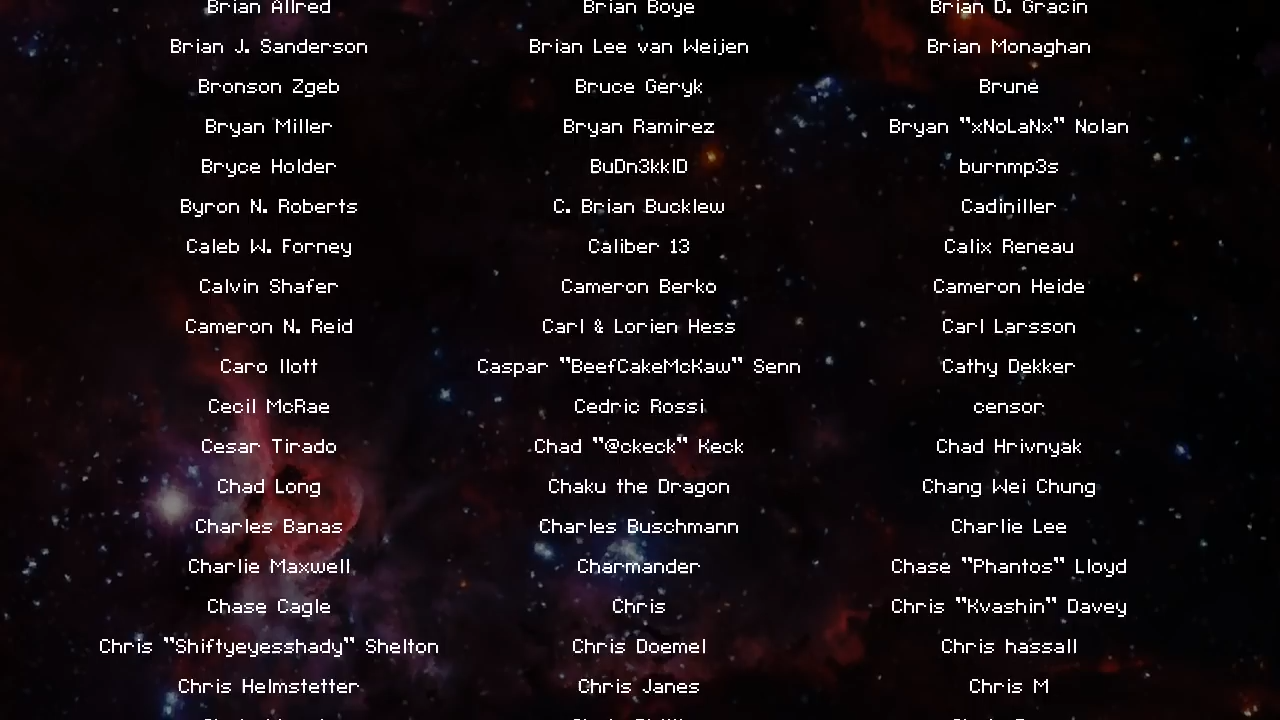 Brian Allred Brian Boye Brian D. Gracin
Brian J. Sanderson Brian Lee van Weijen Brian Monaghan
Bronson Zgeb Bruce Geryk Brune
Bryan Miller Bryan Ramirez Bryan "xNoLaNx" Nolan
Bryce Holder BuDn3kkID burnmp3s
Byron N. Roberts C. Brian Bucklew Cadiniller
Caleb W. Forney Caliber 13 Calix Reneau
Calvin Shafer Cameron Berko Cameron Heide
Cameron N. Reid Carl & Lorien Hess Carl Larsson
Caro Ilott Caspar "BeefCakeMcKaw" Senn Cathy Dekker
Cecil McRae Cedric Rossi censor
Cesar Tirado Chad "@ckeck" Keck Chad Hrivnyak
Chad Long Chaku the Dragon Chang Wei Chung
Charles Banas Charles Buschmann Charlie Lee
Charlie Maxwell Charmander Chase "Phantos" Lloyd
Chase Cagle Chris Chris "Kvashin" Davey
Chris "Shiftyeyesshady" Shelton Chris Doemel Chris hassall
Chris Helmstetter Chris Janes Chris M